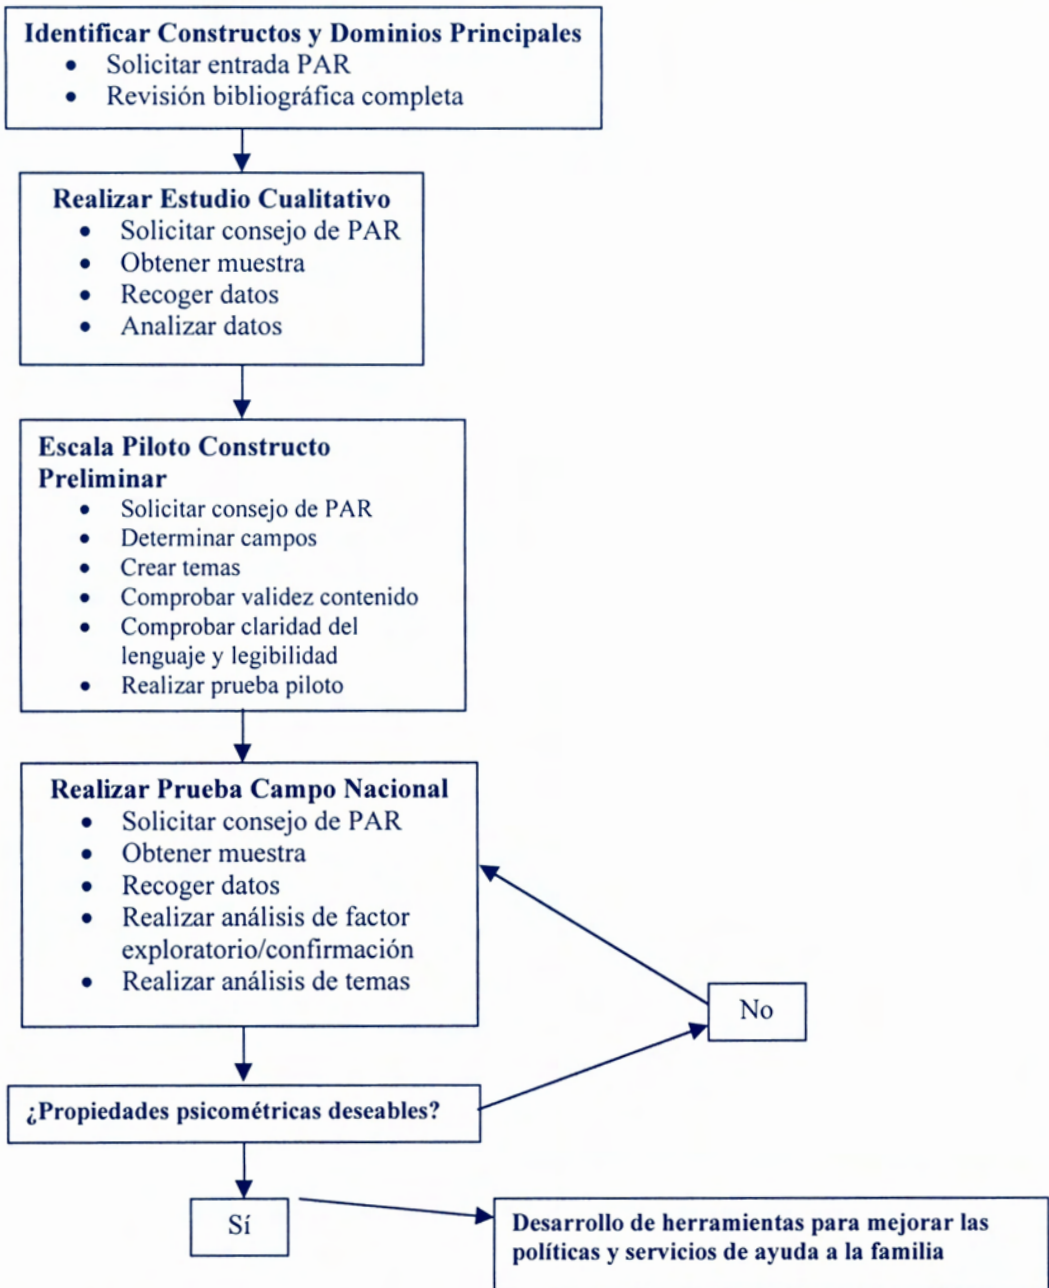 Identificar Constructos y Dominios Principales
• Solicitar entrada PAR
• Revisión bibliográfica completa
Realizar Estudio Cualitativo
• Solicitar consejo de PAR
• Obtener muestra
• Recoger datos
• Analizar datos
Escala Piloto Constructo
Preliminar
• Solicitar consejo de PAR
• Determinar campos
• Crear temas
• Comprobar validez contenido
• Comprobar claridad del
lenguaje y legibilidad
• Realizar prueba piloto
Realizar Prueba Campo Nacional
• Solicitar consejo de PAR
• Obtener muestra
• Recoger datos
• Realizar análisis de factor
exploratorio/confirmación
• Realizar análisis de temas
No
¿Propiedades psicométricas deseables?
Sí
Desarrollo de herramientas para mejorar las
políticas y servicios de ayuda a la familia